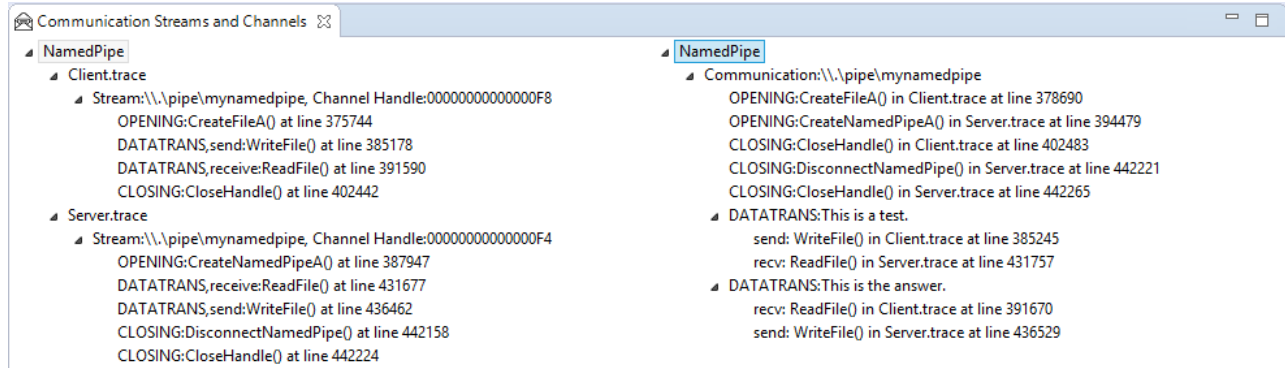 Communication Streams and Channels
NamedPipe
Client.trace
Stream:\\.\pipe\mynamedpipe, Channel Handle:00000000000000F8
OPENING:CreateFileA() at line 375744
DATATRANS,send:WriteFile() at line 385178
DATATRANS,receive:ReadFile() at line 391590
CLOSING:CloseHandle() at line 402442
Server.trace
Stream:\\.\pipe\mynamedpipe, Channel Handle:00000000000000F4
OPENING:CreateNamedPipeA() at line 387947
DATATRANS,receive:ReadFile() at line 431677
DATATRANS,send:WriteFile() at line 436462
CLOSING:DisconnectNamedPipe() at line 442158
CLOSING:CloseHandle() at line 442224
NamedPipe
Communication:\\.\pipe\mynamedpipe
OPENING:CreateFileA() in Client.trace at line 378690
OPENING:CreateNamedPipeA() in Server.trace at line 394479
CLOSING:CloseHandle() in Client.trace at line 402483
CLOSING:DisconnectNamedPipe() in Server.trace at line 442221
CLOSING:CloseHandle() in Server.trace at line 442265
DATATRANS:This is a test.
send: WriteFile() in Client.trace at line 385245
recv: ReadFile() in Server.trace at line 431757
DATATRANS:This is the answer.
recv: ReadFile() in Client.trace at line 391670
send: WriteFile() in Server.trace at line 436529